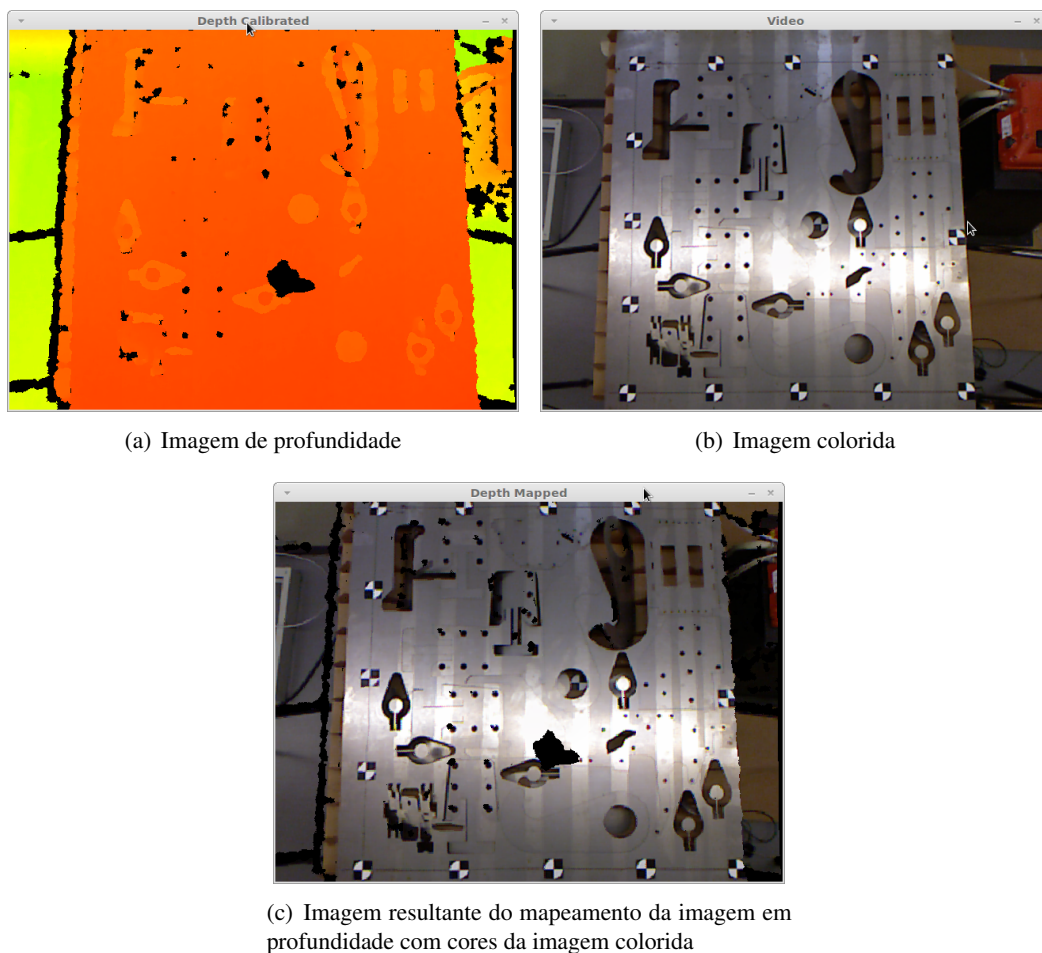 Depth Calibrated
Video
(a) Imagem de profundidade
(b) Imagem colorida
Depth Mapped
(c) Imagem resultante do mapeamento da imagem em
profundidade com cores da imagem colorida